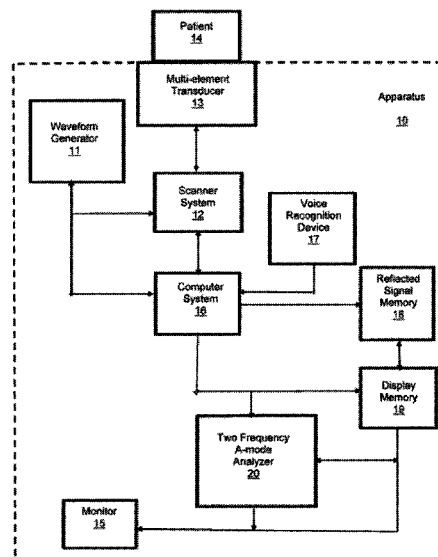 Patient
14
Multi-element
Transducer
13
Apparatus
10
Waveform
Generator
11
Scanner
System
12
Voice
Recognition
Device
17
Computer
System
16
Reflected
Signal
Memory
18
Display
Memory
19
Two Frequency
A-mode
Analyzer
20
Monitor
15